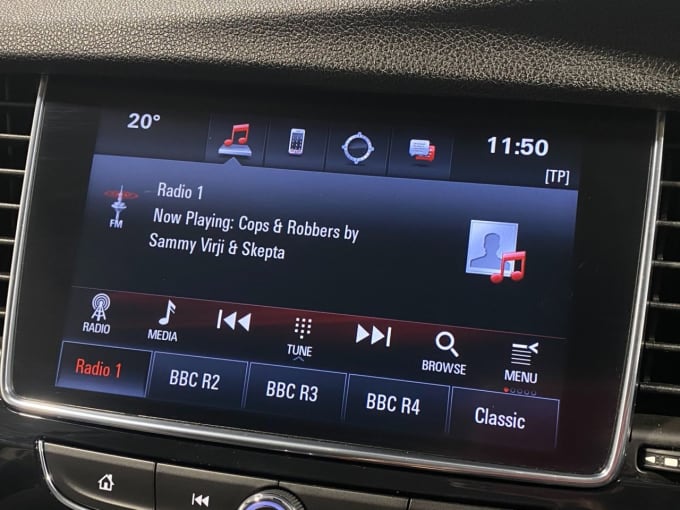 20°
11:50
[TP]
FM
Radio 1
Now Playing: Cops & Robbers by
Sammy Virji & Skepta
RADIO
MEDIA
TUNE
BROWSE
MENU
Radio 1
BBC R2
BBC R3
BBC R4
Classic